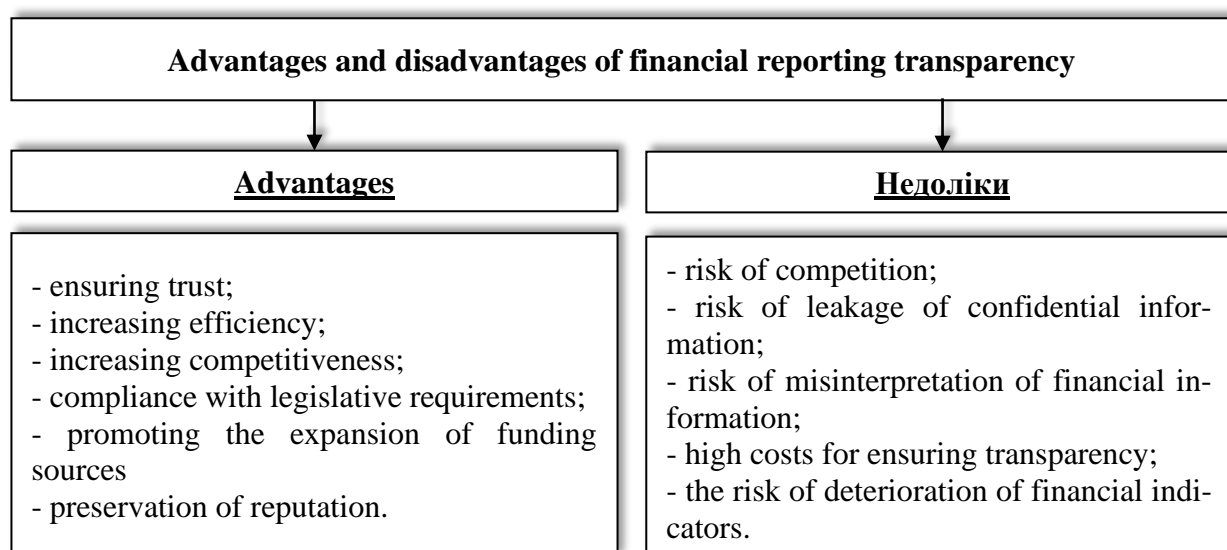 Advantages and disadvantages of financial reporting transparency
Advantages
- ensuring trust;
- increasing efficiency;
- increasing competitiveness;
- compliance with legislative requirements;
- promoting the expansion of funding
sources
- preservation of reputation.
Недоліки
- risk of competition;
- risk of leakage of confidential infor-
mation;
- risk of misinterpretation of financial in-
formation;
- high costs for ensuring transparency;
- the risk of deterioration of financial indi-
cators.